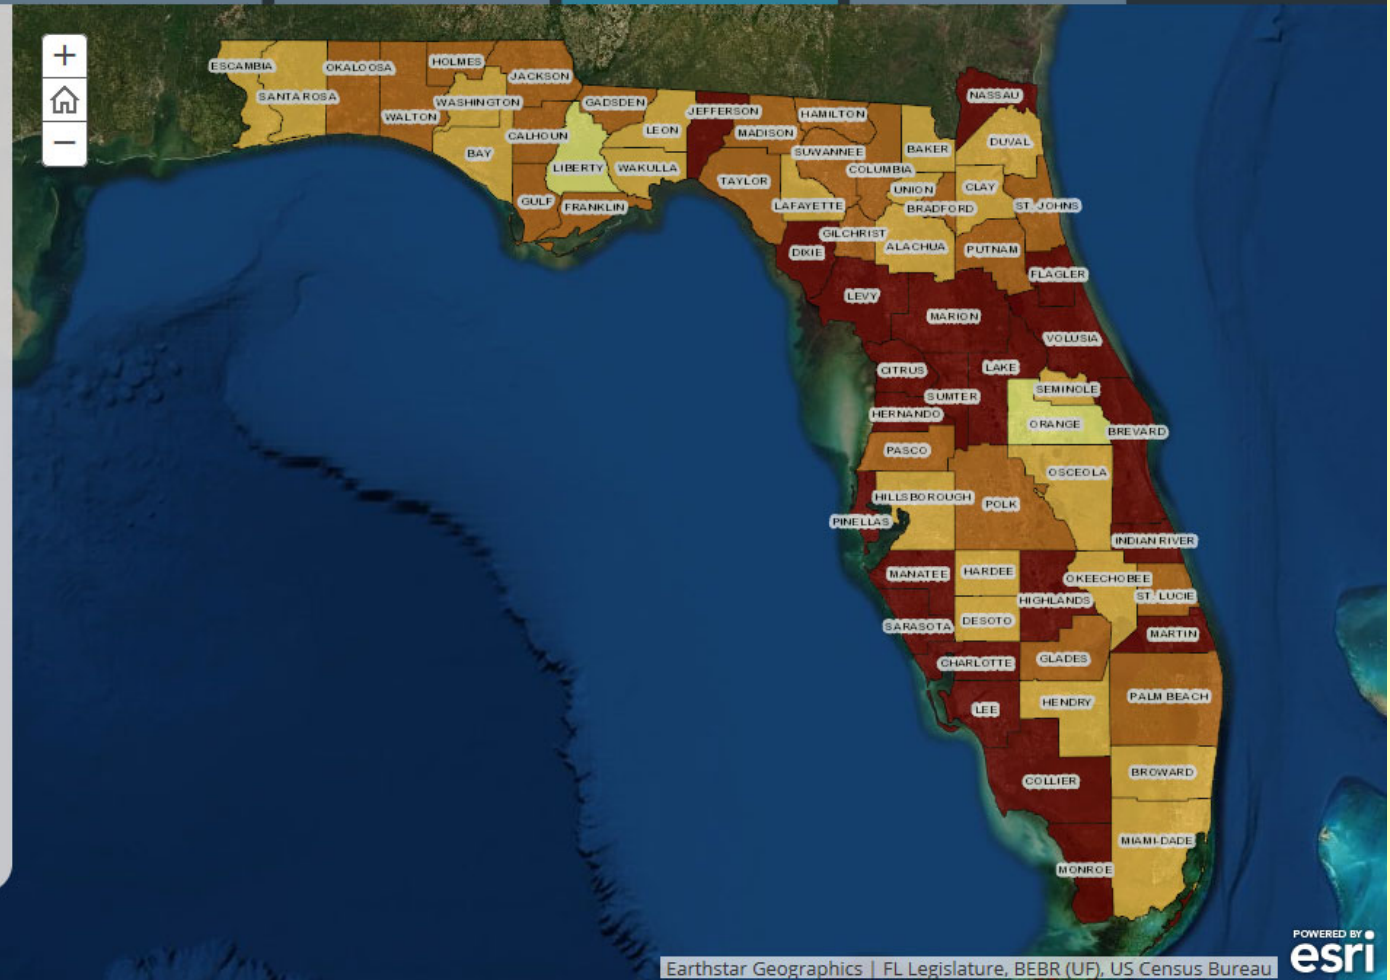 +
−
ESCAMBIA
SANTA ROSA
OKALOOSA
WALTON
HOLMES
WASHINGTON
JACKSON
BAY
CALHOUN
GADSDEN
LIBERTY
GULF
FRANKLIN
LEON
WAKULLA
JEFFERSON
MADISON
TAYLOR
HAMILTON
SUWANNEE
LAFAYETTE
COLUMBIA
BAKER
NASSAU
DUVAL
UNION
CLAY
BRADFORD
ST. JOHNS
GILCHRIST
DIXIE
ALACHUA
PUTNAM
FLAGLER
LEVY
MARION
VOLUSIA
CITRUS
LAKE
SUMTER
SEMINOLE
HERNANDO
ORANGE
BREVARD
PASCO
OSCEOLA
HILLSBOROUGH
POLK
PINELLAS
INDIAN RIVER
MANATEE
HARDEE
OKEECHOBEE
HIGHLANDS
ST. LUCIE
SARASOTA
DESOTO
MARTIN
CHARLOTTE
GLADES
LEE
HENDRY
PALM BEACH
COLLIER
BROWARD
MIAMI-DADE
MONROE
POWERED BY
esri
Earthstar Geographics | FL Legislature, BEBR (UF), US Census Bureau